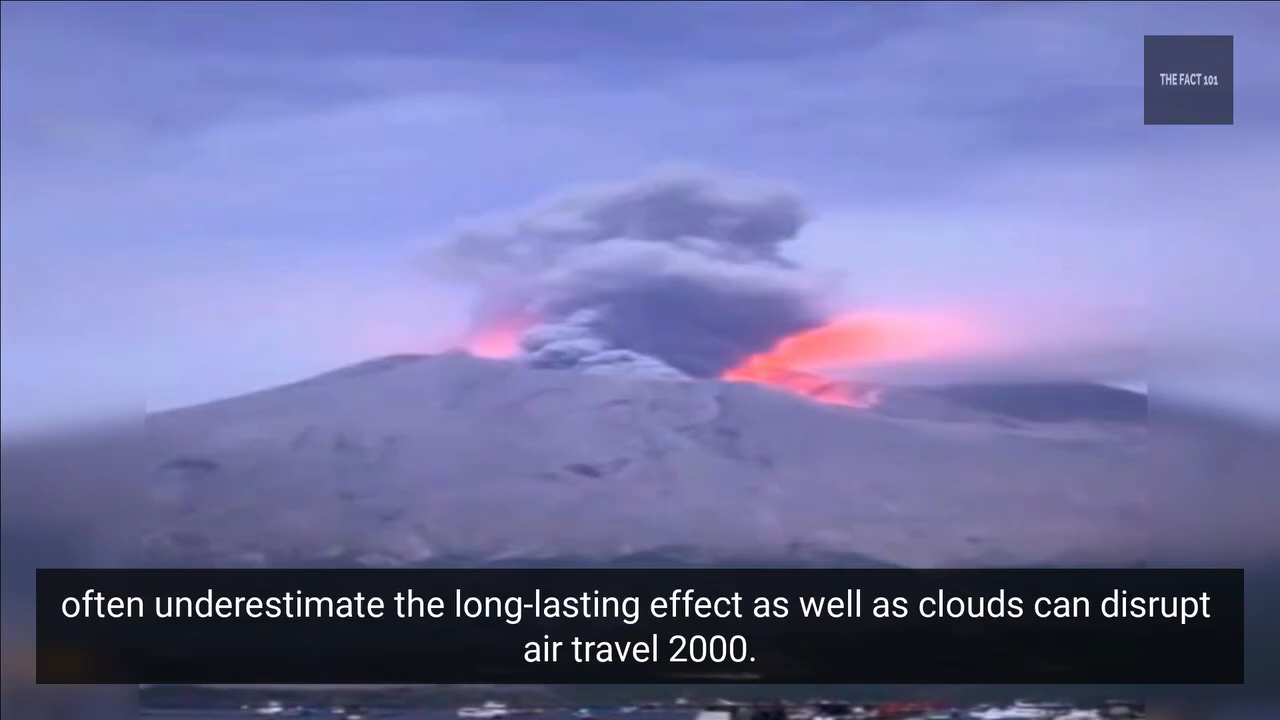 THE FACT 101
often underestimate the long-lasting effect as well as clouds can disrupt
air travel 2000.